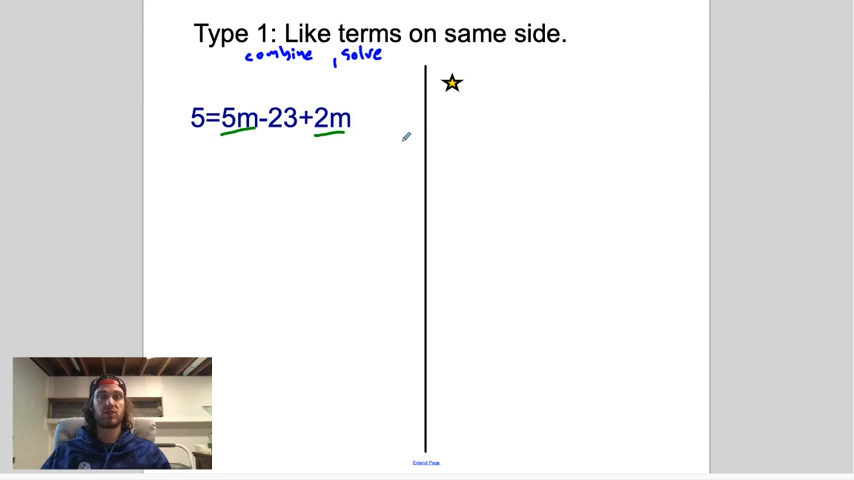 Type 1: Like terms on same side.
combine, solve
5=5m-23+2m
Extend Page